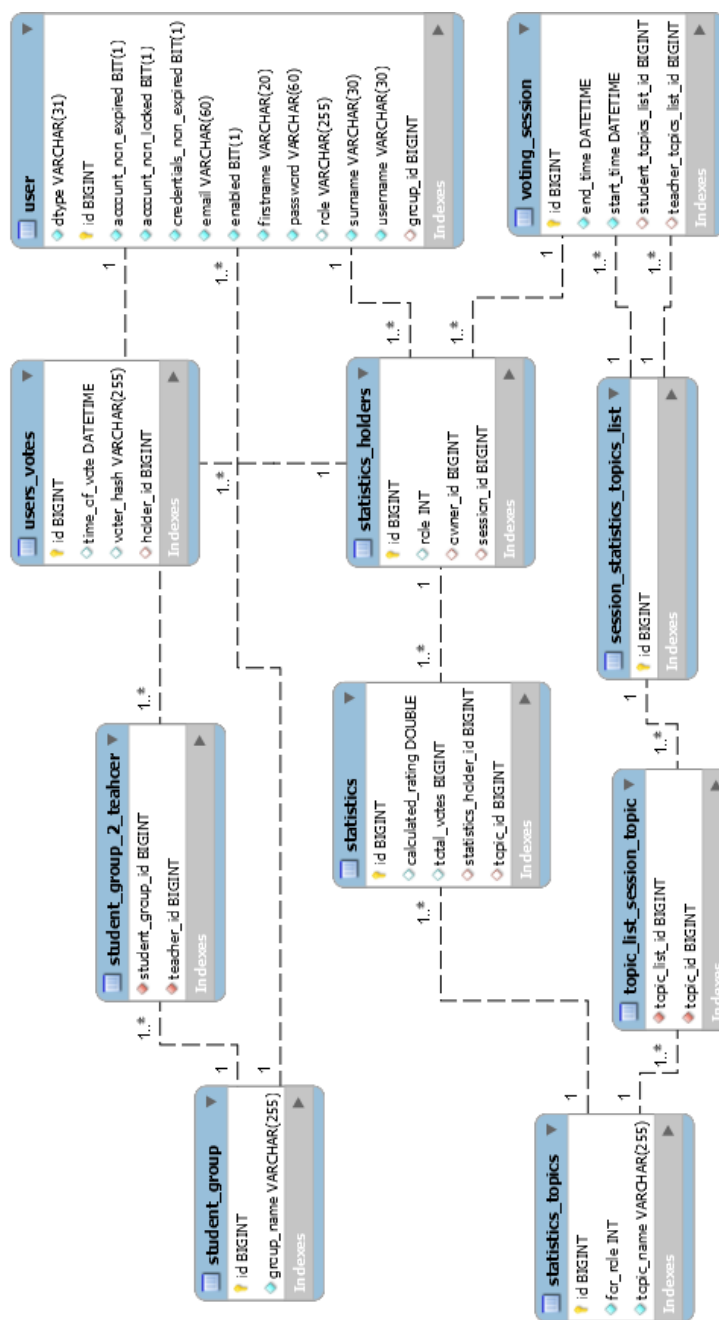 user
dtype VARCHAR(31)
id BIGINT
account_non_expired BIT(1)
account_non_locked BIT(1)
credentials_non_expired BIT(1)
email VARCHAR(60)
enabled BIT(1)
firstname VARCHAR(20)
password VARCHAR(60)
role VARCHAR(255)
surname VARCHAR(30)
username VARCHAR(30)
group_id BIGINT
Indexes
1
1..*
1
users_votes
id BIGINT
time_of_vote DATETIME
voter_hash VARCHAR(255)
holder_id BIGINT
Indexes
1..*
1
student_group_2_teahcer
student_group_id BIGINT
teacher_id BIGINT
Indexes
1..*
1..*
student_group
id BIGINT
group_name VARCHAR(255)
Indexes
1
1
statistics_holders
id BIGINT
role INT
owner_id BIGINT
session_id BIGINT
Indexes
1..*
1..*
1
statistics
id BIGINT
calculated_rating DOUBLE
total_votes BIGINT
statistics_holder_id BIGINT
topic_id BIGINT
Indexes
1..*
1..*
voting_session
id BIGINT
end_time DATETIME
start_time DATETIME
student_topics_list_id BIGINT
teacher_topics_list_id BIGINT
Indexes
1
1..*
1..*
session_statistics_topics_list
id BIGINT
Indexes
1
1
1
topic_list_session_topic
topic_list_id BIGINT
topic_id BIGINT
Indexes
1..*
1..*
statistics_topics
id BIGINT
for_role INT
topic_name VARCHAR(255)
Indexes
1
1